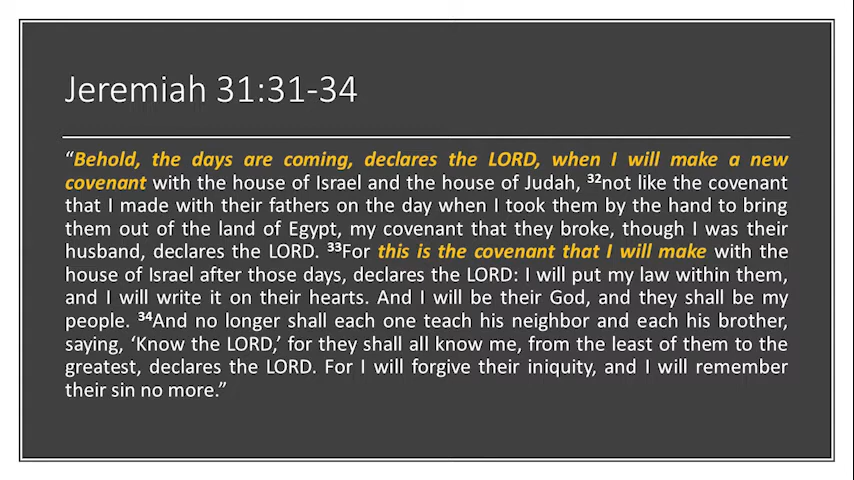 Jeremiah 31:31-34
“Behold, the days are coming, declares the LORD, when I will make a new
covenant with the house of Israel and the house of Judah, ³²not like the covenant
that I made with their fathers on the day when I took them by the hand to bring
them out of the land of Egypt, my covenant that they broke, though I was their
husband, declares the LORD. ³³For this is the covenant that I will make with the
house of Israel after those days, declares the LORD: I will put my law within them,
and I will write it on their hearts. And I will be their God, and they shall be my
people. ³⁴And no longer shall each one teach his neighbor and each his brother,
saying, ‘Know the LORD,’ for they shall all know me, from the least of them to the
greatest, declares the LORD. For I will forgive their iniquity, and I will remember
their sin no more.”